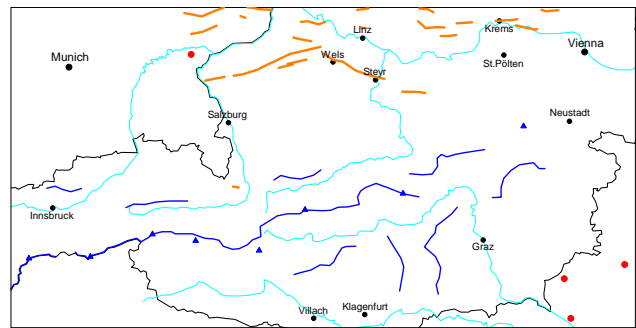 Linz
Krems
Vienna
Munich
Wels
St.Pölten
Steyr
Salzburg
Neustadt
Innsbruck
Graz
Villach
Klagenfurt